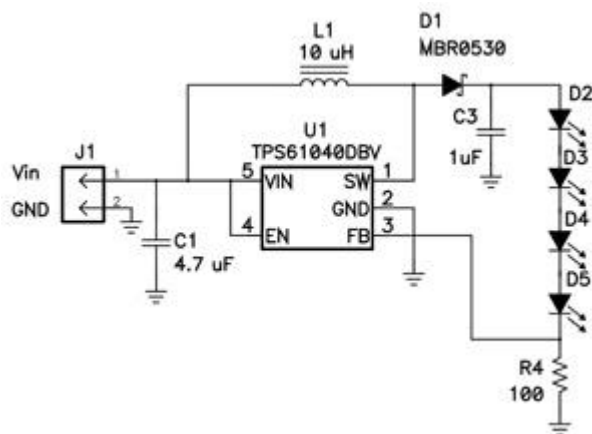 L1
10 uH
D1
MBR0530
D2
C3
1uF
D3
U1
TPS61040DBV
J1
Vin
1
GND
2
5
VIN
SW
1
GND
2
4
EN
FB
3
D4
C1
4.7 uF
D5
R4
100